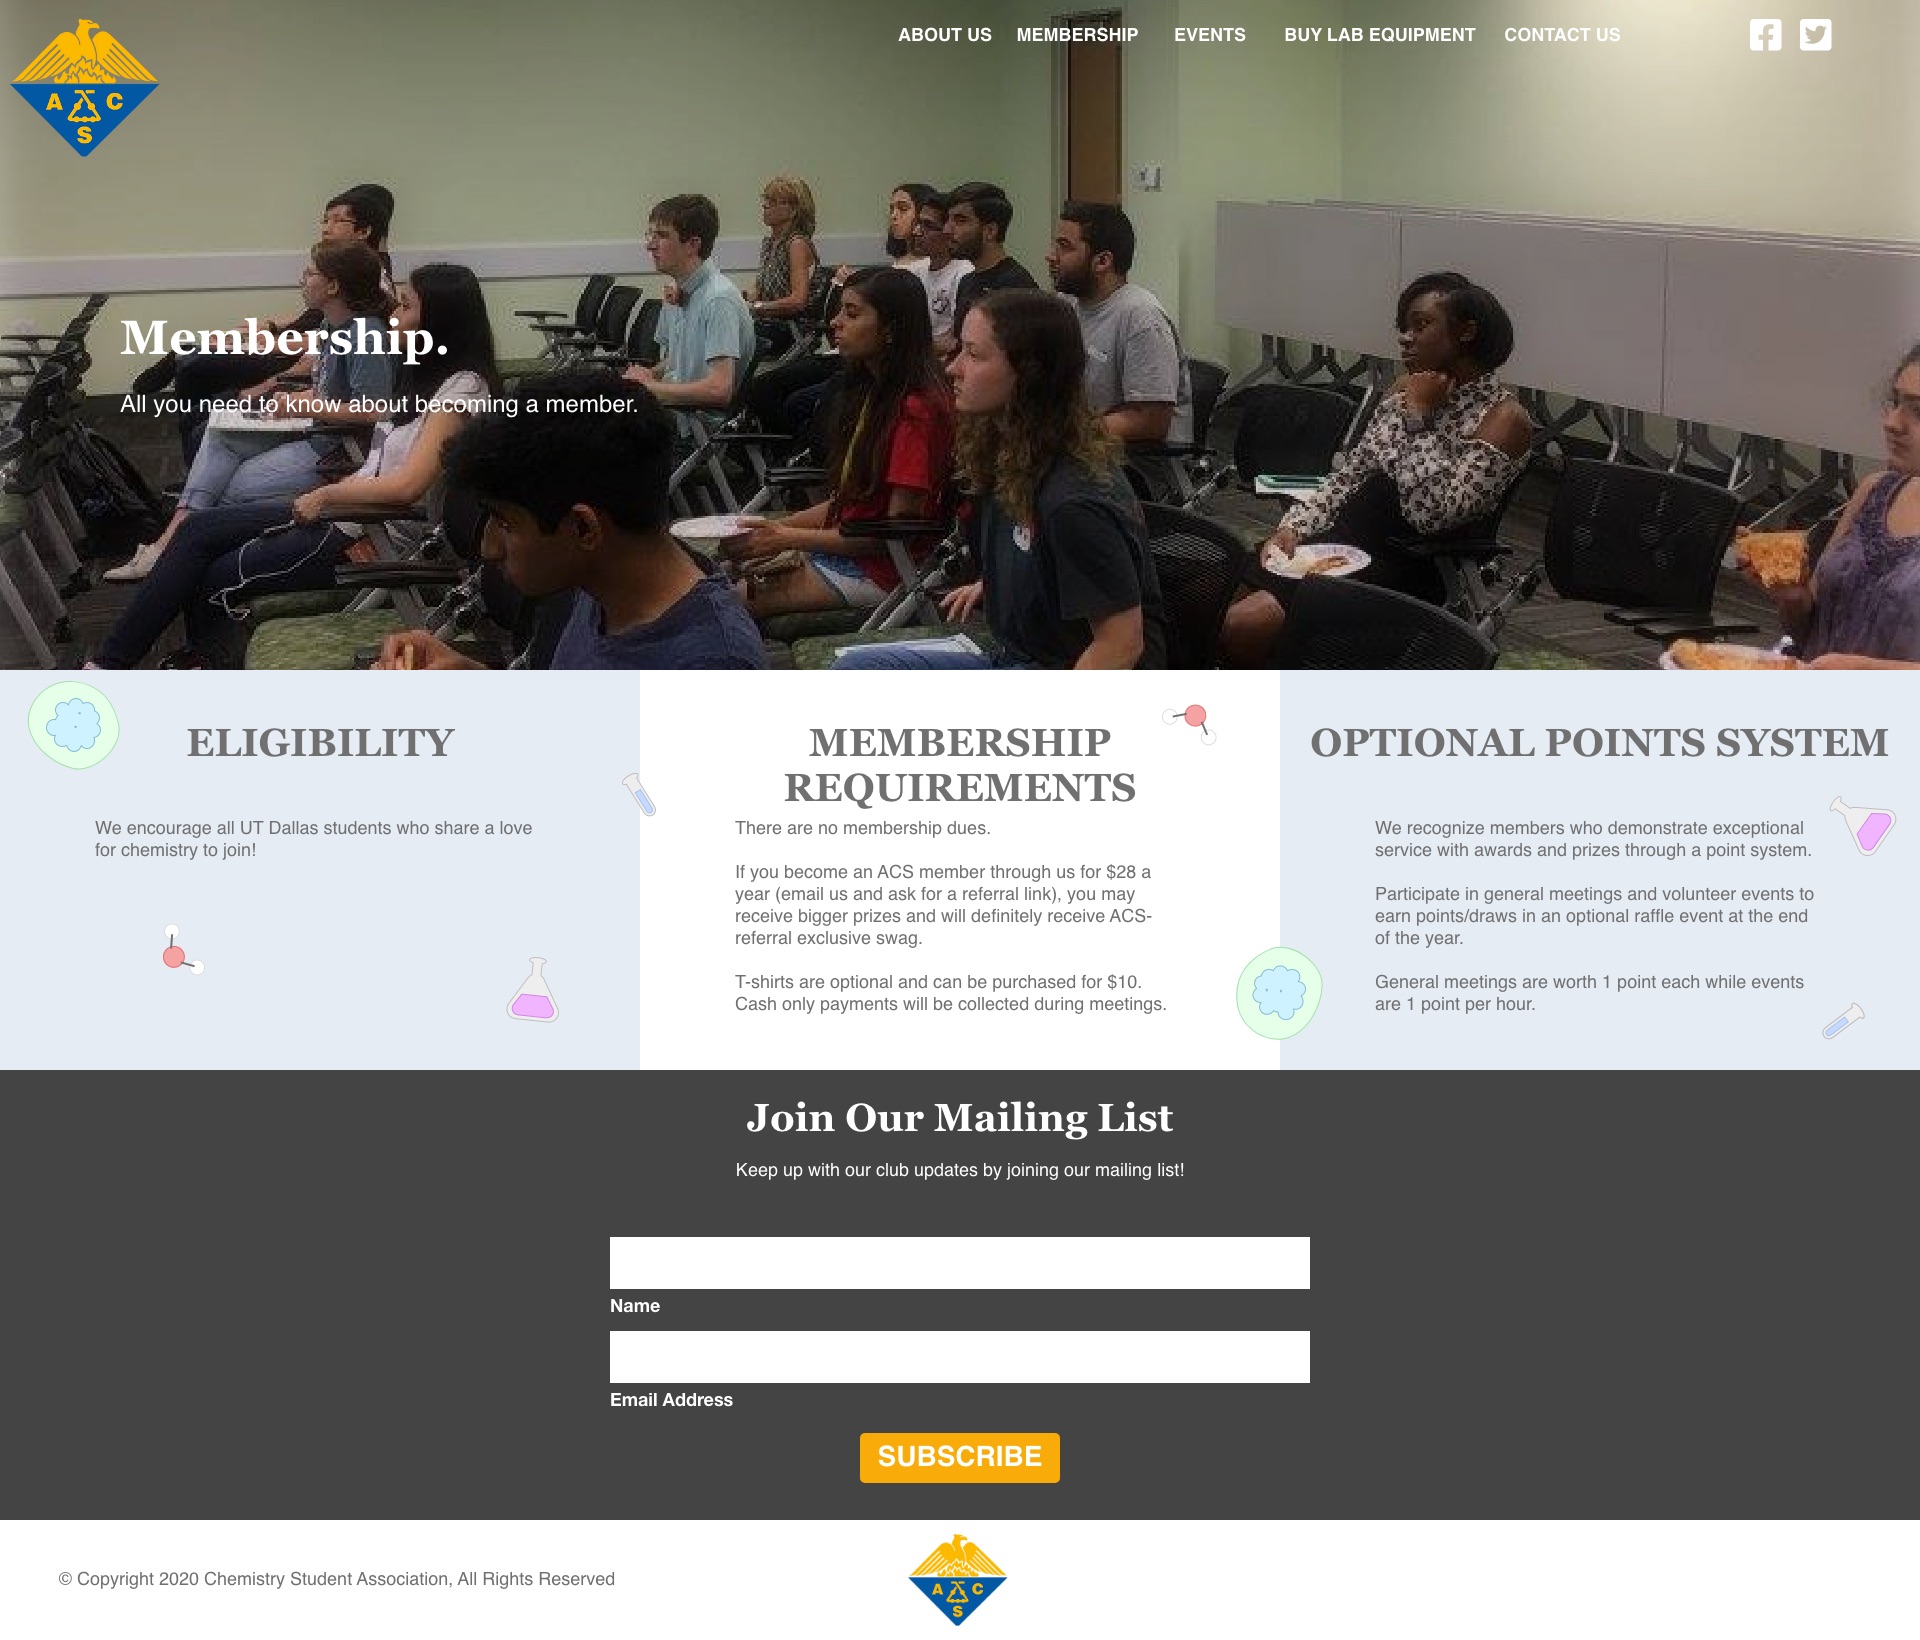 ABOUT US MEMBERSHIP EVENTS BUY LAB EQUIPMENT CONTACT US
A C
S
Membership.
All you need to know about becoming a member.
ELIGIBILITY
We encourage all UT Dallas students who share a love
for chemistry to join!
MEMBERSHIP
REQUIREMENTS
There are no membership dues.
If you become an ACS member through us for $28 a
year (email us and ask for a referral link), you may
receive bigger prizes and will definitely receive ACS-
referral exclusive swag.
T-shirts are optional and can be purchased for $10.
Cash only payments will be collected during meetings.
OPTIONAL POINTS SYSTEM
We recognize members who demonstrate exceptional
service with awards and prizes through a point system.
Participate in general meetings and volunteer events to
earn points/draws in an optional raffle event at the end
of the year.
General meetings are worth 1 point each while events
are 1 point per hour.
Join Our Mailing List
Keep up with our club updates by joining our mailing list!
Name
Email Address
SUBSCRIBE
© Copyright 2020 Chemistry Student Association, All Rights Reserved
A C
S